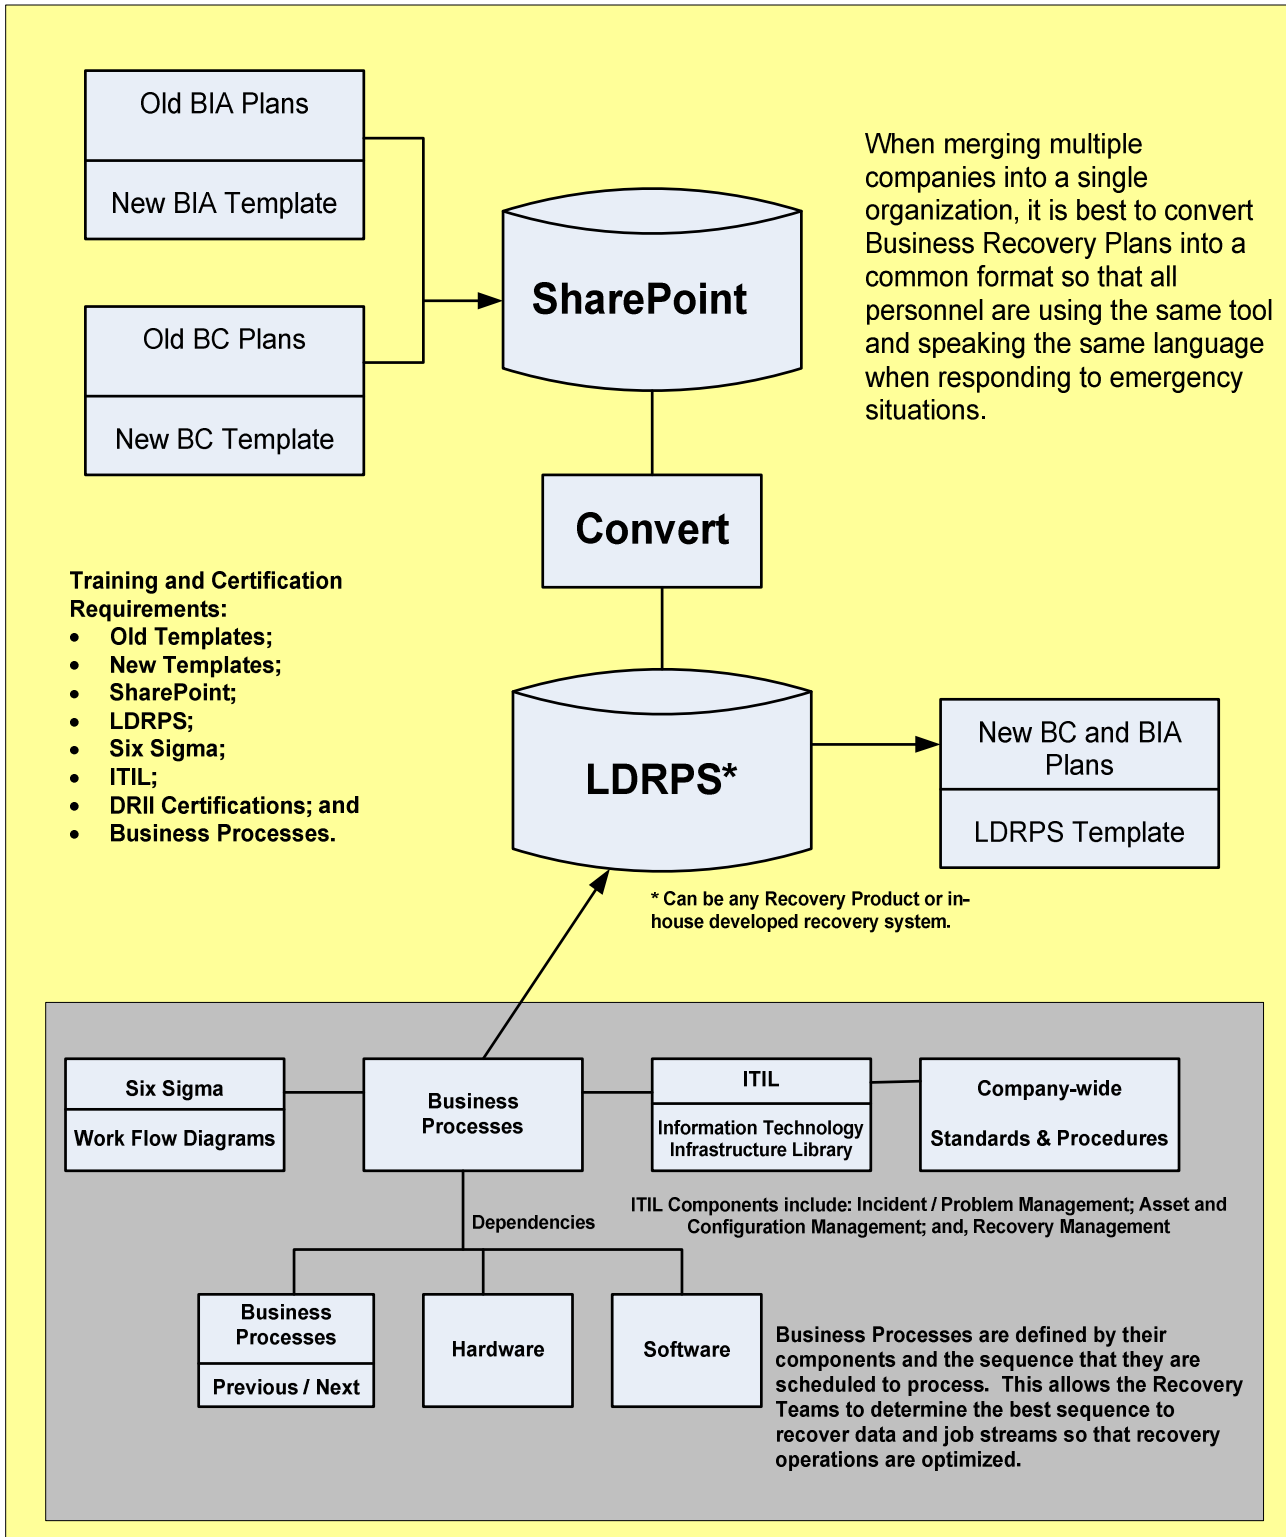 Old BIA Plans
New BIA Template
Old BC Plans
New BC Template
SharePoint
When merging multiple
companies into a single
organization, it is best to convert
Business Recovery Plans into a
common format so that all
personnel are using the same tool
and speaking the same language
when responding to emergency
situations.
Convert
Training and Certification
Requirements:
• Old Templates;
• New Templates;
• SharePoint;
• LDRPS;
• Six Sigma;
• ITIL;
• DRII Certifications; and
• Business Processes.
LDRPS*
New BC and BIA
Plans
LDRPS Template
* Can be any Recovery Product or in-
house developed recovery system.
Six Sigma
Work Flow Diagrams
Business
Processes
ITIL
Information Technology
Infrastructure Library
Company-wide
Standards & Procedures
ITIL Components include: Incident / Problem Management; Asset and
Configuration Management; and, Recovery Management
Dependencies
Business
Processes
Previous / Next
Hardware
Software
Business Processes are defined by their
components and the sequence that they are
scheduled to process.  This allows the Recovery
Teams to determine the best sequence to
recover data and job streams so that recovery
operations are optimized.